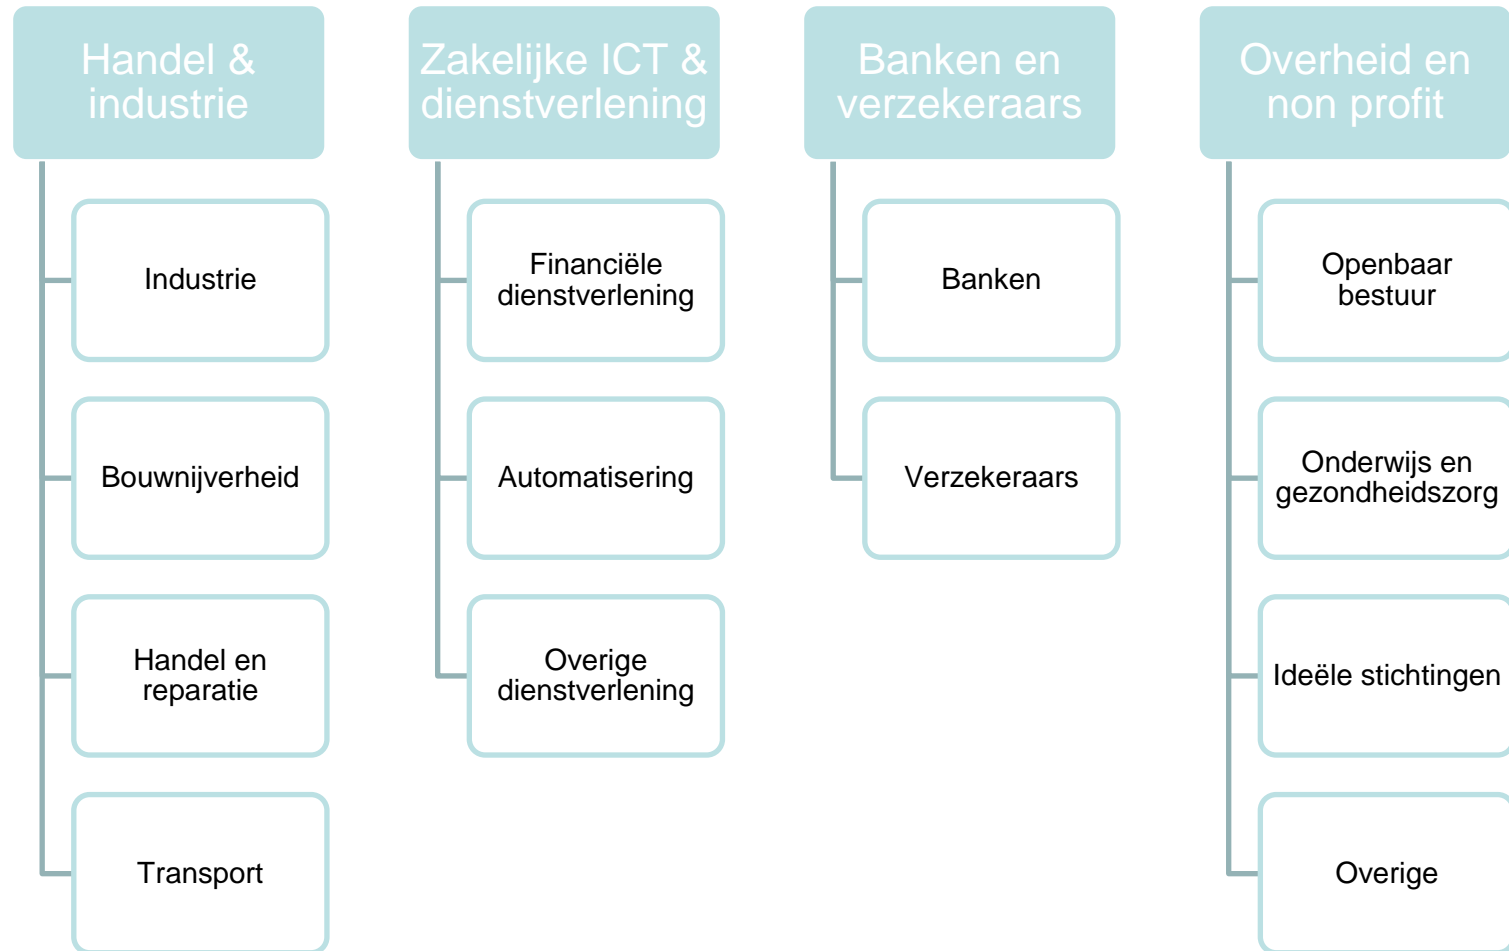 Handel &
industrie
Industrie
Bouwnijverheid
Handel en
reparatie
Transport
Zakelijke ICT &
dienstverlening
Financiële
dienstverlening
Automatisering
Overige
dienstverlening
Banken en
verzekeraars
Banken
Verzekeraars
Overheid en
non profit
Openbaar
bestuur
Onderwijs en
gezondheidszorg
Ideële stichtingen
Overige